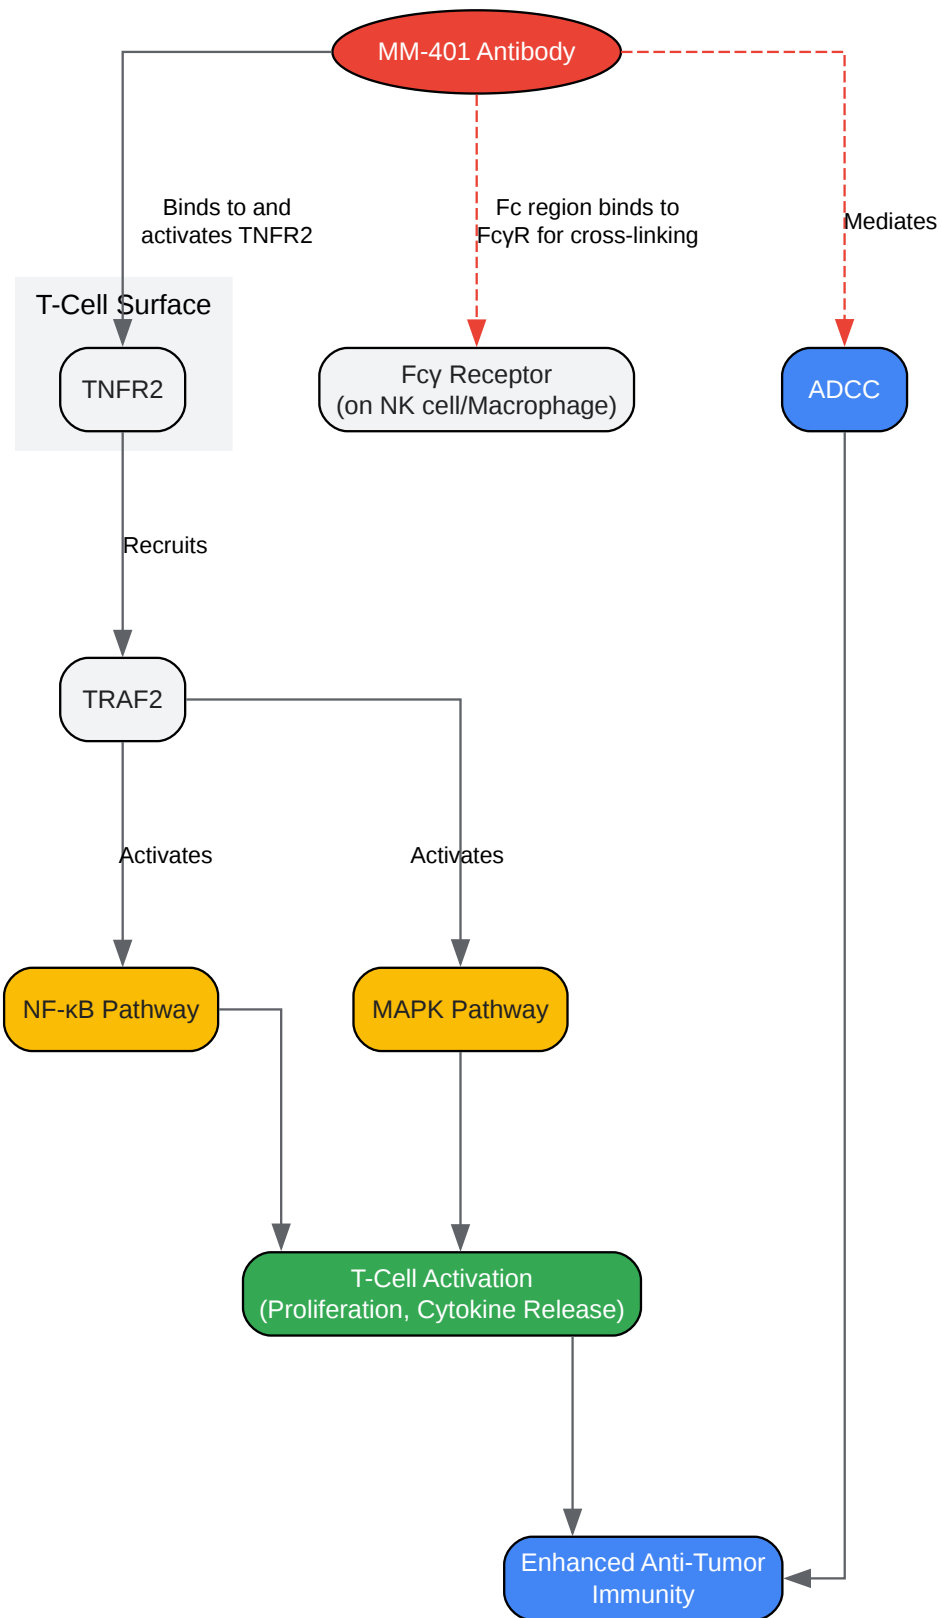 MM-401 Antibody
Binds to and
activates TNFR2
Fc region binds to
FcγR for cross-linking
Mediates
T-Cell Surface
TNFR2
Fcγ Receptor
(on NK cell/Macrophage)
ADCC
Recruits
TRAF2
Activates
Activates
NF-κB Pathway
MAPK Pathway
T-Cell Activation
(Proliferation, Cytokine Release)
Enhanced Anti-Tumor
Immunity